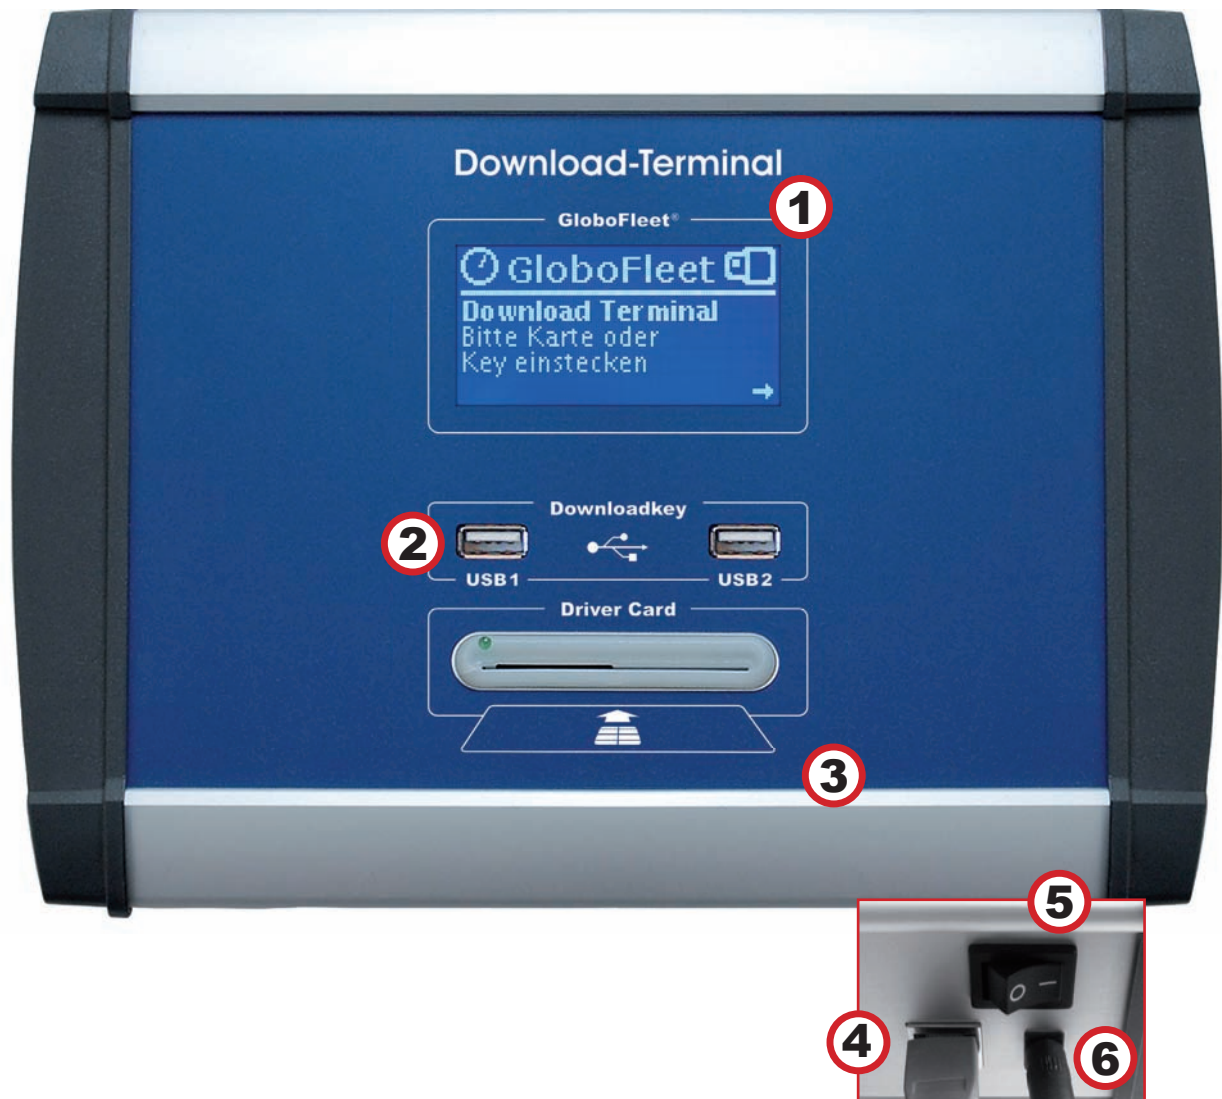 Download-Terminal
1
GloboFleet®
GloboFleet
Download Terminal
Bitte Karte oder
Key einstecken
→
Downloadkey
2
USB1
USB2
Driver Card
3
5
O I
4
6